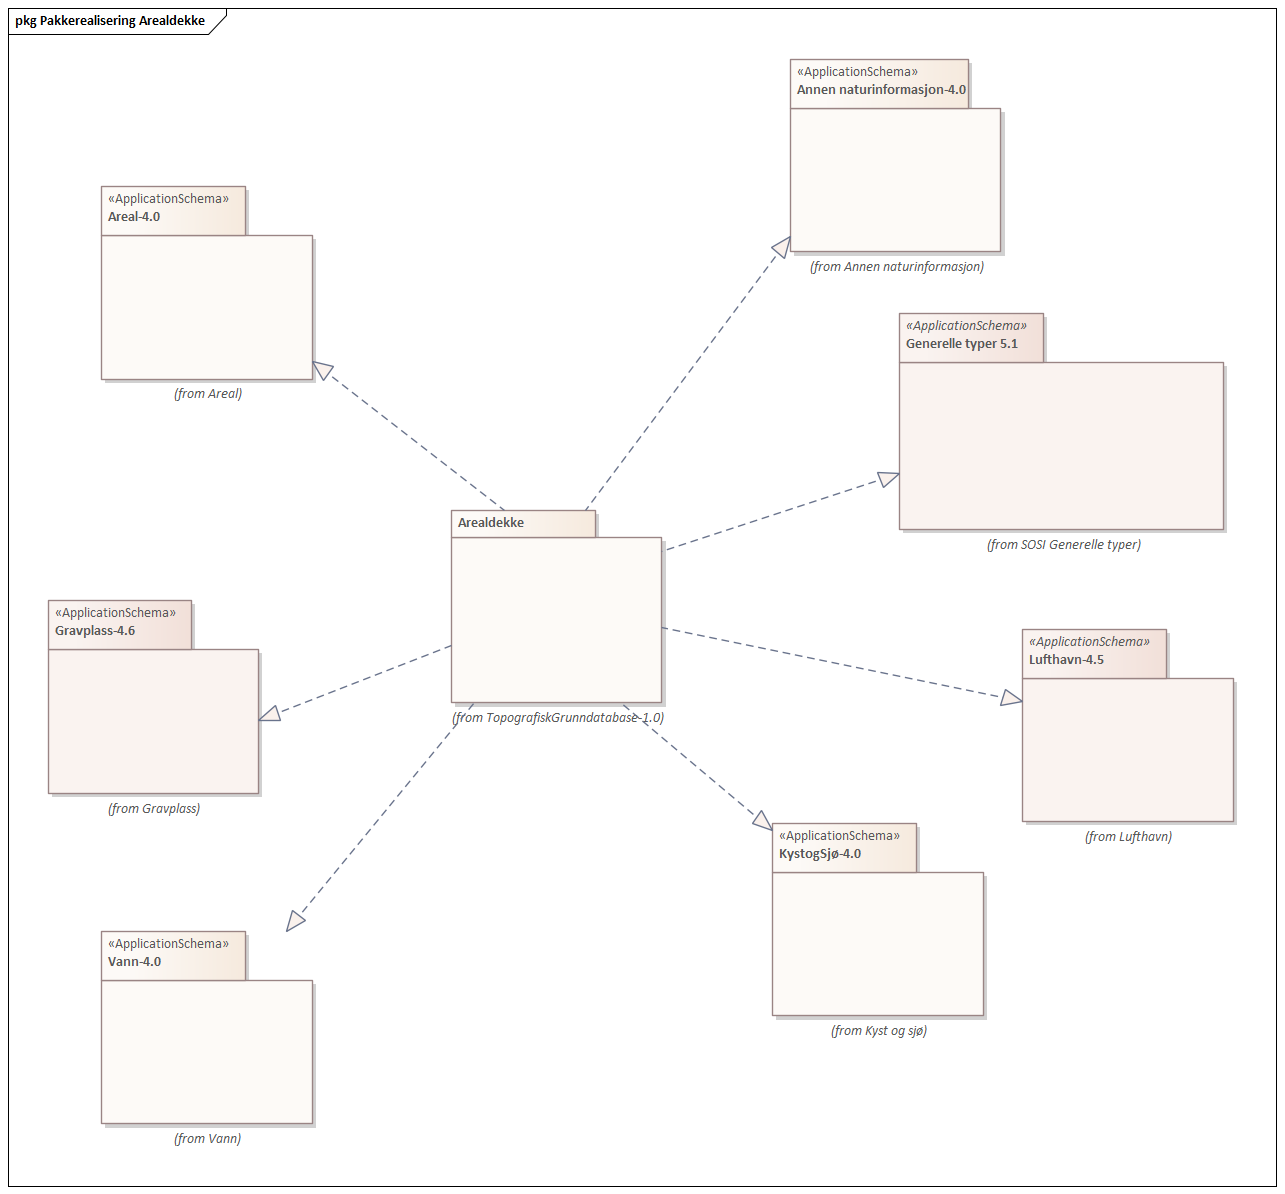 pkg Pakkerealisering Arealdekke
«ApplicationSchema»
Annen naturinformasjon-4.0
(from Annen naturinformasjon)
«ApplicationSchema»
Areal-4.0
(from Areal)
«ApplicationSchema»
Generelle typer 5.1
(from SOSI Generelle typer)
Arealdekke
(from TopografiskGrunndatabase-1.0)
«ApplicationSchema»
Gravplass-4.6
(from Gravplass)
«ApplicationSchema»
Lufthavn-4.5
(from Lufthavn)
«ApplicationSchema»
KystogSjø-4.0
(from Kyst og sjø)
«ApplicationSchema»
Vann-4.0
(from Vann)